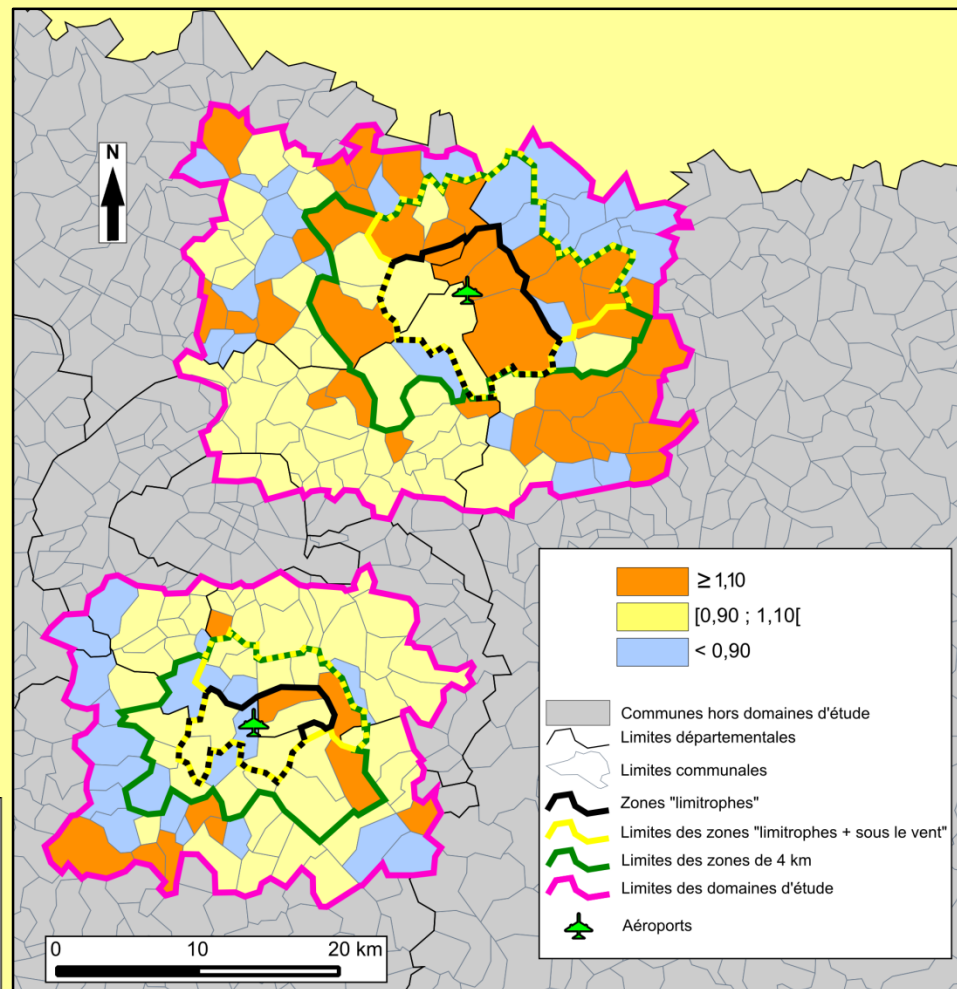 N
≥ 1,10
[0,90 ; 1,10[
< 0,90
Communes hors domaines d'étude
Limites départementales
Limites communales
Zones "limitrophes"
Limites des zones "limitrophes + sous le vent"
Limites des zones de 4 km
Limites des domaines d'étude
Aéroports
0 10 20 km